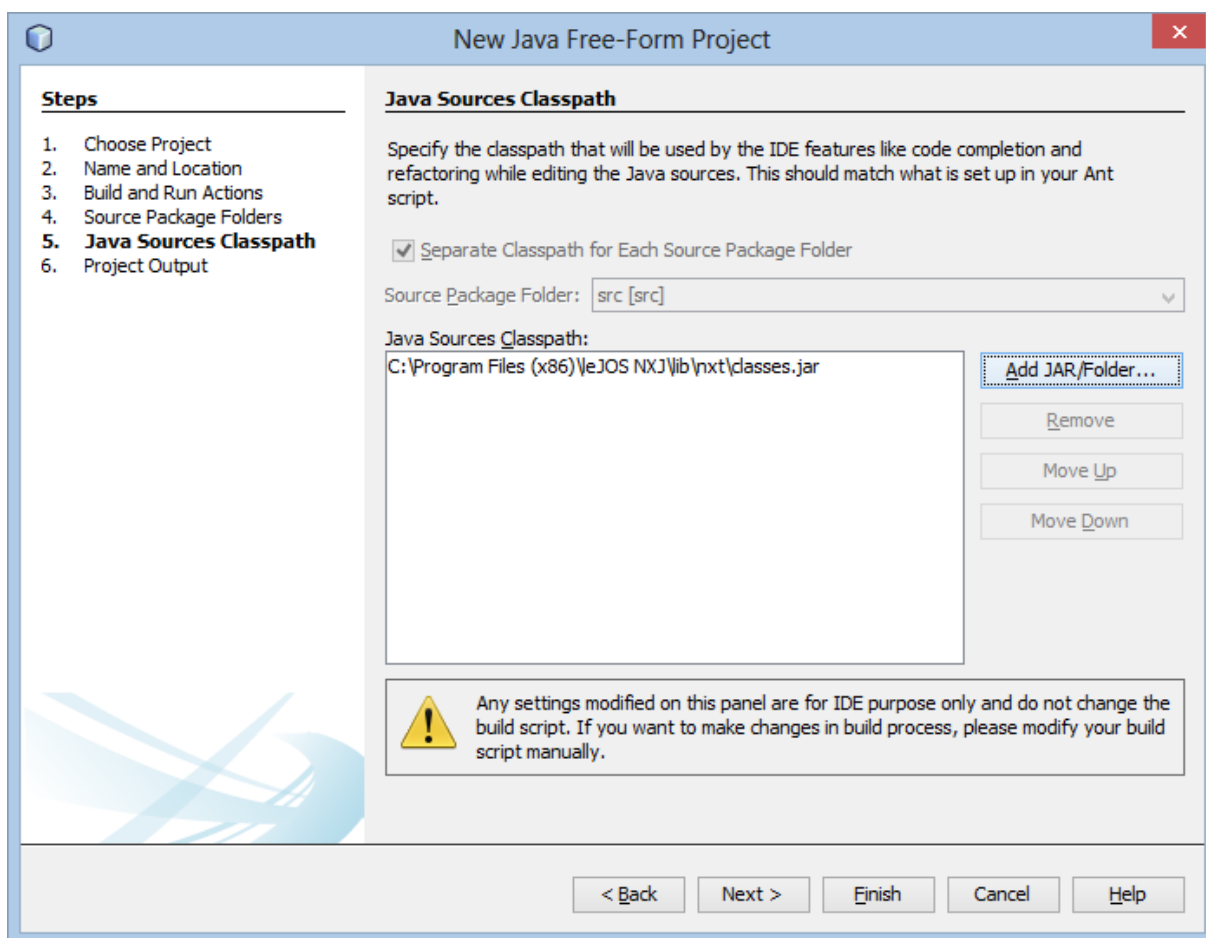 New Java Free-Form Project
Steps
1. Choose Project
2. Name and Location
3. Build and Run Actions
4. Source Package Folders
5. Java Sources Classpath
6. Project Output
Java Sources Classpath
Specify the classpath that will be used by the IDE features like code completion and
refactoring while editing the Java sources. This should match what is set up in your Ant
script.
Separate Classpath for Each Source Package Folder
Source Package Folder: src [src]
Java Sources Classpath:
C:\Program Files (x86)\leJOS NXJ\lib\nxt\classes.jar
Add JAR/Folder...
Remove
Move Up
Move Down
Any settings modified on this panel are for IDE purpose only and do not change the
build script. If you want to make changes in build process, please modify your build
script manually.
< Back Next > Finish Cancel Help